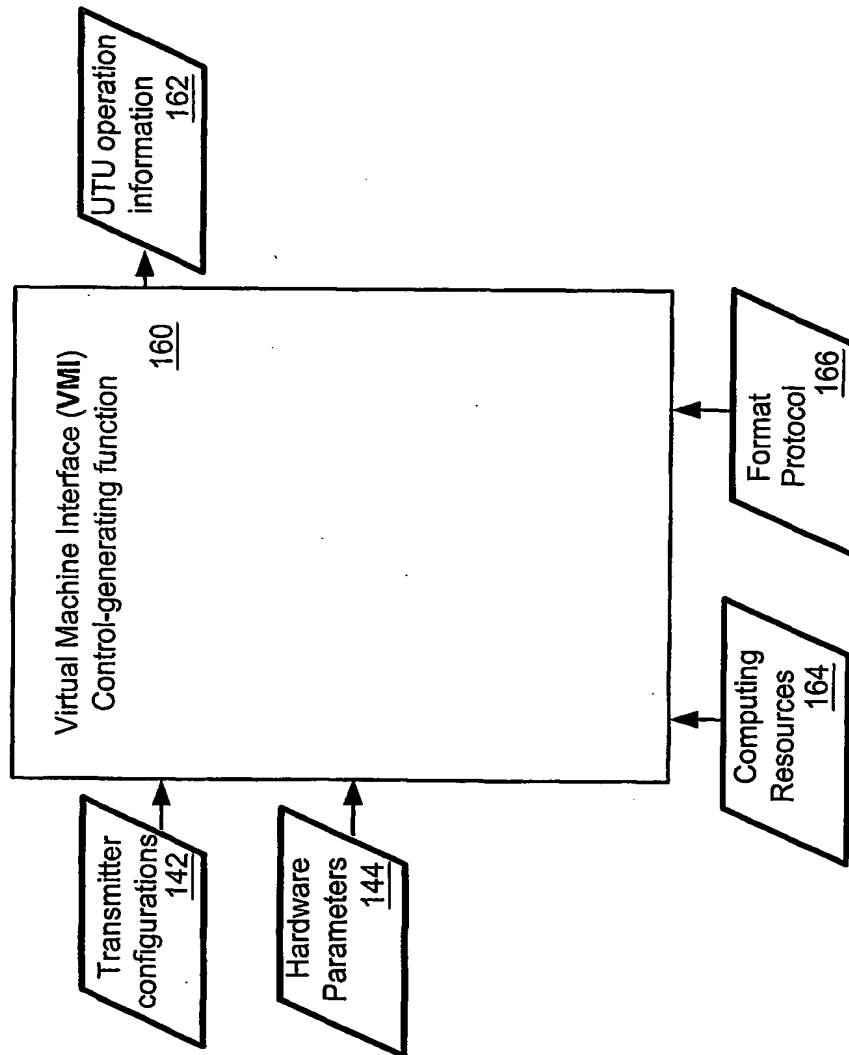 Transmitter
configurations
142
Hardware
Parameters
144
Virtual Machine Interface (VMI)
Control-generating function
160
UTU operation
information
162
Computing
Resources
164
Format
Protocol
166